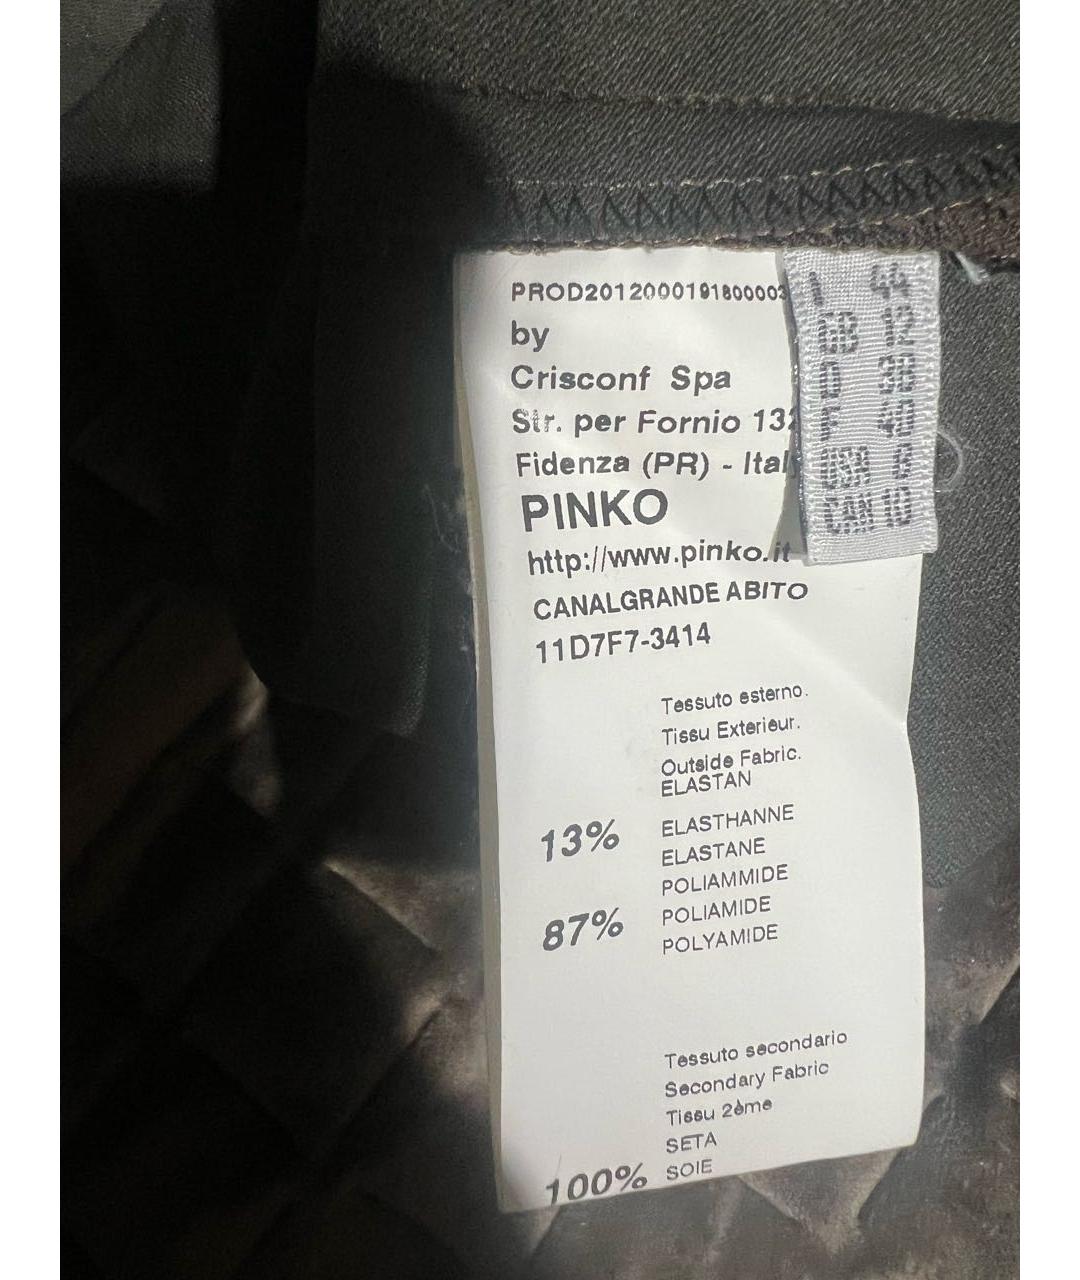 PROD201200019180000
by
Crisconf Spa
Str. per Fornio 132
Fidenza (PR) - Ital
PINKO
http://www.pinko.it
CANALGRANDE ABITO
11D7F7-3414
Tessuto esterno.
Tissu Exterieur.
Outside Fabric.
ELASTAN
13% ELASTHANNE
ELASTANE
POLIAMMIDE
87% POLIAMIDE
POLYAMIDE
Tessuto secondario
Secondary Fabric
Tissu 2ème
SETA
100% SOIE
I 44
GB 12
D 38
F 40
USA 8
CAN 10